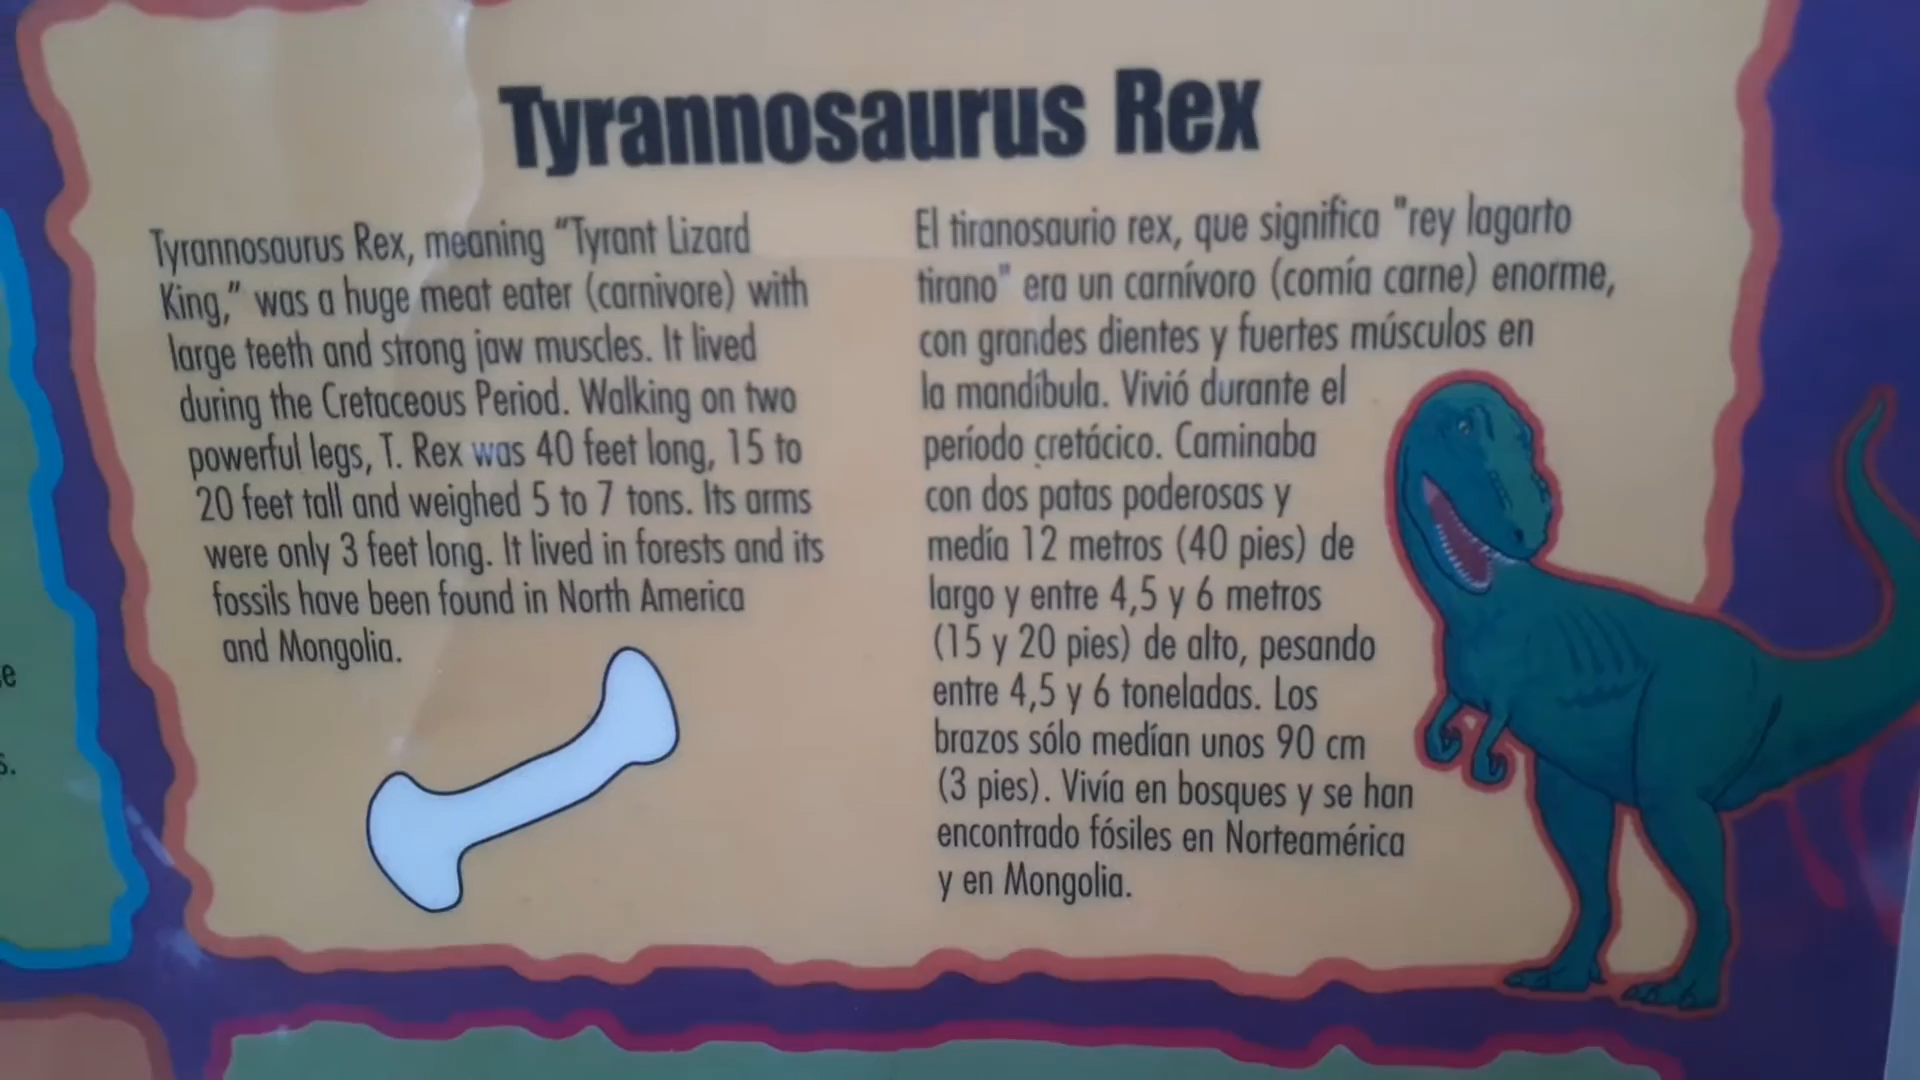 Tyrannosaurus Rex
Tyrannosaurus Rex, meaning “Tyrant Lizard
King,” was a huge meat eater (carnivore) with
large teeth and strong jaw muscles. It lived
during the Cretaceous Period. Walking on two
powerful legs, T. Rex was 40 feet long, 15 to
20 feet tall and weighed 5 to 7 tons. Its arms
were only 3 feet long. It lived in forests and its
fossils have been found in North America
and Mongolia.
El tiranosaurio rex, que significa "rey lagarto
tirano" era un carnívoro (comía carne) enorme,
con grandes dientes y fuertes músculos en
la mandíbula. Vivió durante el
período cretácico. Caminaba
con dos patas poderosas y
medía 12 metros (40 pies) de
largo y entre 4,5 y 6 metros
(15 y 20 pies) de alto, pesando
entre 4,5 y 6 toneladas. Los
brazos sólo medían unos 90 cm
(3 pies). Vivía en bosques y se han
encontrado fósiles en Norteamérica
y en Mongolia.